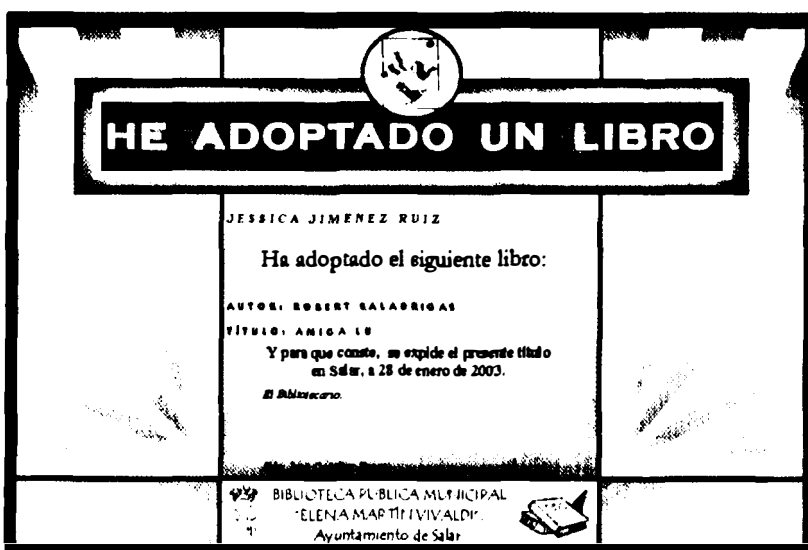 HE ADOPTADO UN LIBRO
JESSICA JIMENEZ RUIZ
Ha adoptado el siguiente libro:
AUTOR: ROBERT SALADRIGAS
TÍTULO: AMIGA LU
Y para que conste, se expide el presente título
en Salar, a 28 de enero de 2003.
El Bibliotecario.
BIBLIOTECA PUBLICA MUNICIPAL
"ELENA MARTÍN VIVALDI"
Ayuntamiento de Salar